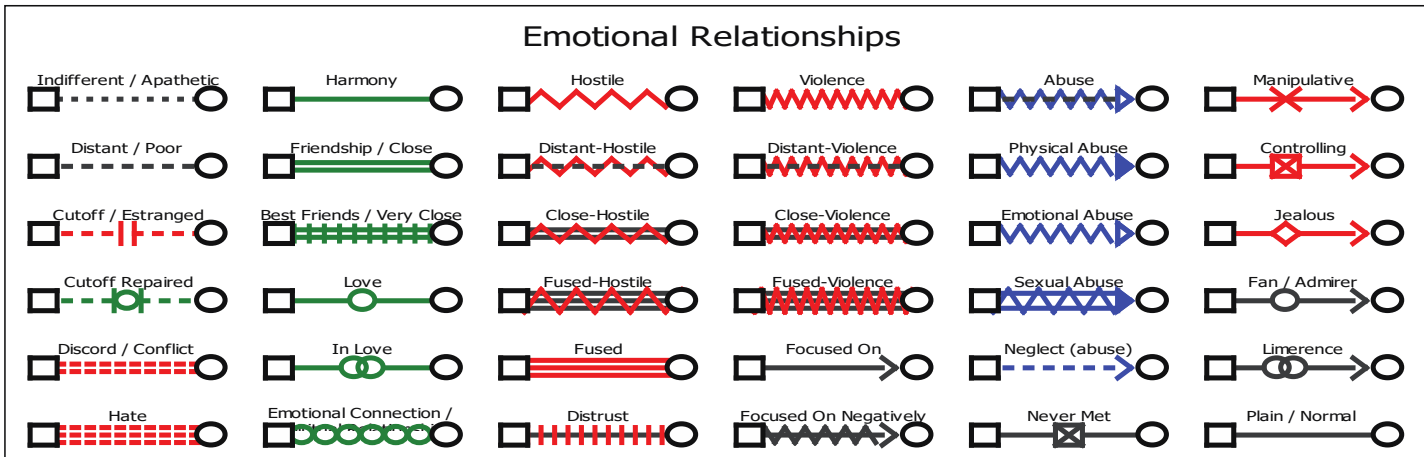 Emotional Relationships
Indifferent / Apathetic
Harmony
Hostile
Violence
Abuse
Manipulative
Distant / Poor
Friendship / Close
Distant-Hostile
Distant-Violence
Physical Abuse
Controlling
Cutoff / Estranged
Best Friends / Very Close
Close-Hostile
Close-Violence
Emotional Abuse
Jealous
Cutoff Repaired
Love
Fused-Hostile
Fused-Violence
Sexual Abuse
Fan / Admirer
Discord / Conflict
In Love
Fused
Focused On
Neglect (abuse)
Limerence
Hate
Emotional Connection /
Distrust
Focused On Negatively
Never Met
Plain / Normal